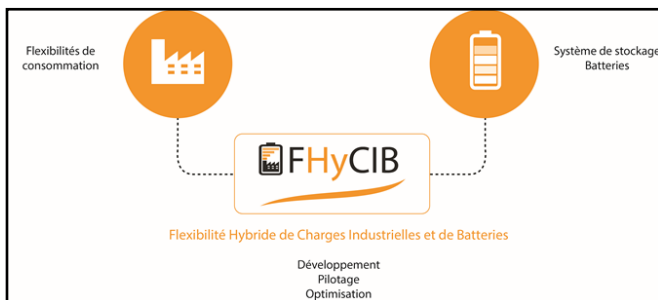 Flexibilités de
consommation
Système de stockage
Batteries
FHyCIB
Flexibilité Hybride de Charges Industrielles et de Batteries
Développement
Pilotage
Optimisation